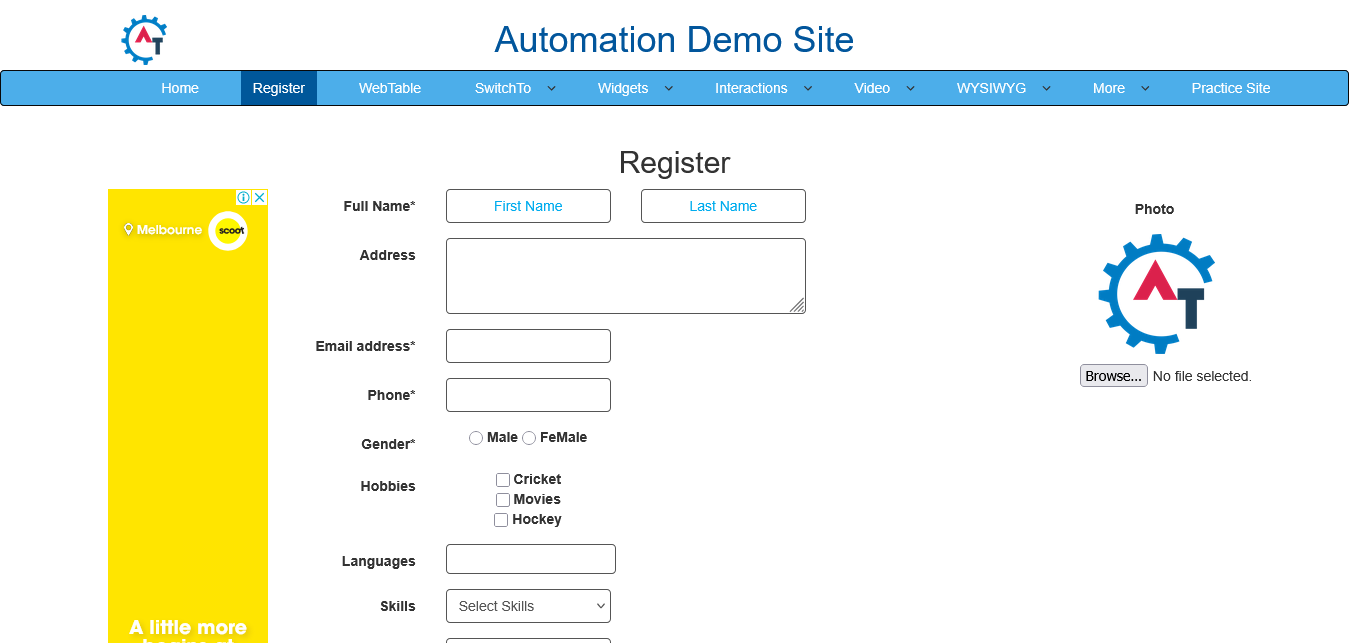 Automation Demo Site
Home Register WebTable SwitchTo Widgets Interactions Video WYSIWYG More Practice Site
Register
Melbourne scoot
A little more
Full Name* First Name Last Name
Address
Email address*
Phone*
Gender* Male FeMale
Hobbies Cricket
Movies
Hockey
Languages
Skills Select Skills
Photo
AT
Browse... No file selected.